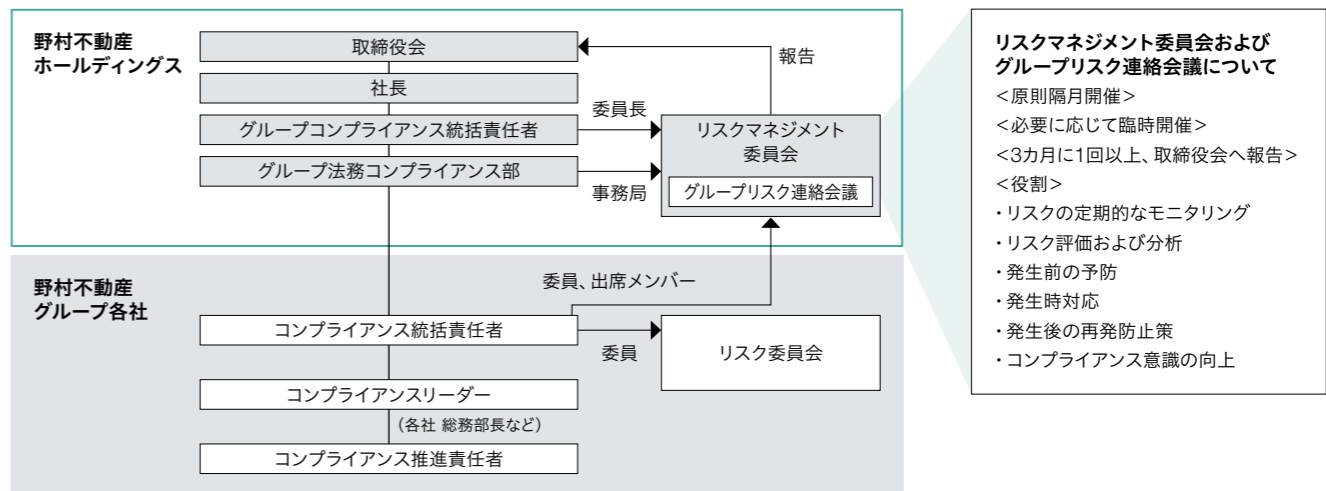 野村不動産
ホールディングス
取締役会
社長
グループコンプライアンス統括責任者
グループ法務コンプライアンス部
委員長
事務局
報告
リスクマネジメント
委員会
グループリスク連絡会議
野村不動産
グループ各社
委員、出席メンバー
コンプライアンス統括責任者
委員
リスク委員会
コンプライアンスリーダー
（各社 総務部長など）
コンプライアンス推進責任者
リスクマネジメント委員会および
グループリスク連絡会議について
＜原則隔月開催＞
＜必要に応じて臨時開催＞
＜3カ月に1回以上、取締役会へ報告＞
＜役割＞
・リスクの定期的なモニタリング
・リスク評価および分析
・発生前の予防
・発生時対応
・発生後の再発防止策
・コンプライアンス意識の向上